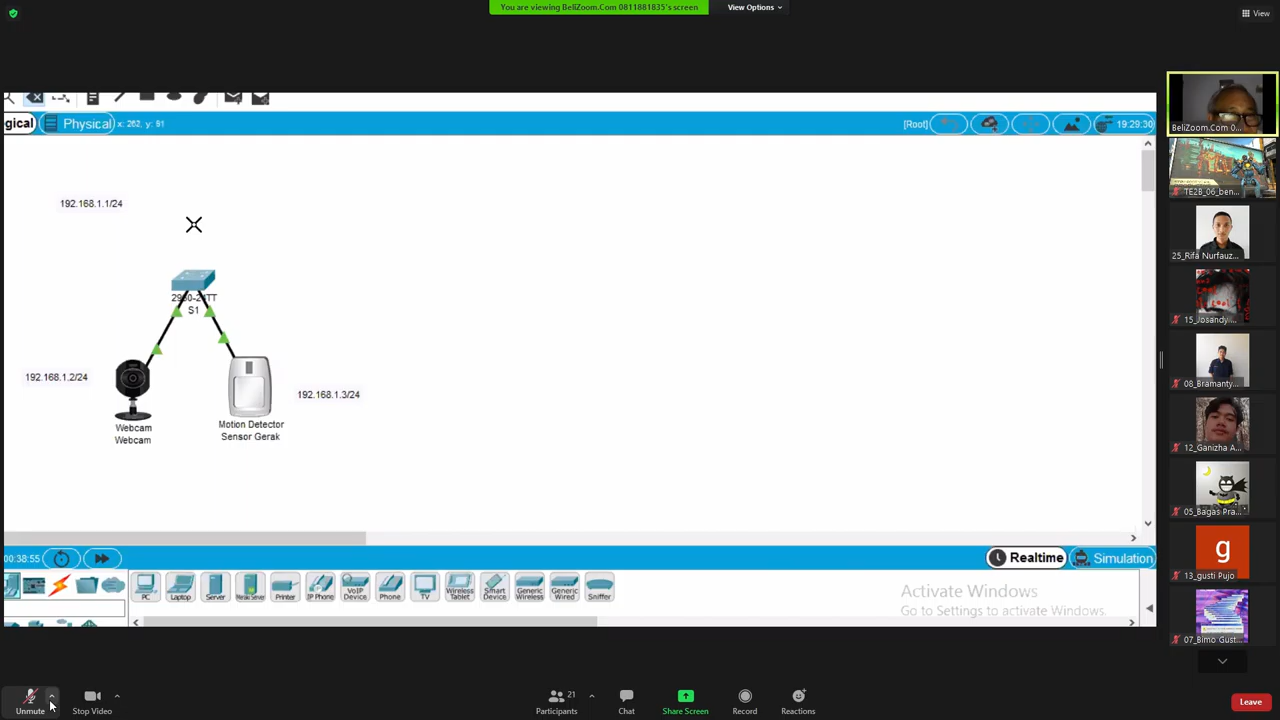 You are viewing BeliZoom.Com 0811881835's screen
View Options
View
gical
Physical
x: 262, y: 91
[Root]
19:29:30
192.168.1.1/24
2960-24TT
S1
192.168.1.2/24
192.168.1.3/24
Webcam
Webcam
Motion Detector
Sensor Gerak
00:38:55
Realtime
Simulation
PC
Laptop
Server
Printer
IP Phone
VoIP Device
Phone
TV
Wireless Tablet
Smart Device
Generic Wireless
Generic Wired
Sniffer
Activate Windows
Go to Settings to activate Windows.
BeliZoom.Com 0...
TE2B_06_ben...
25_Rifa Nurfauz...
15_Josandy...
08_Bramanty...
12_Ganizha A...
05_Bagas Pra...
g
13_gusti Pujo
07_Bimo Gust...
Unmute
Stop Video
21
Participants
Chat
Share Screen
Record
Reactions
Leave